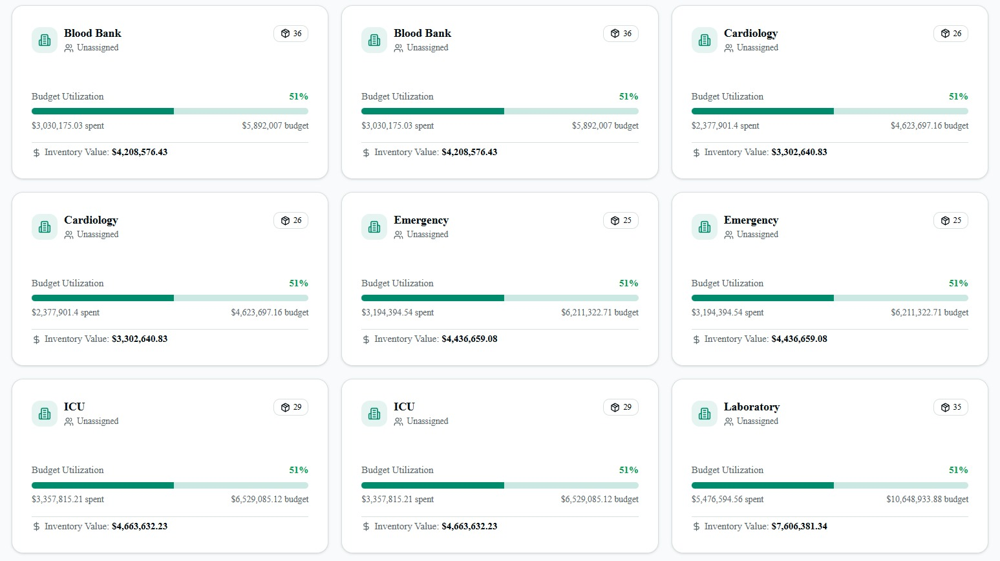 Blood Bank
36
Unassigned
Budget Utilization
51%
$3,030,175.03 spent
$5,892,007 budget
Inventory Value: $4,208,576.43
Blood Bank
36
Unassigned
Budget Utilization
51%
$3,030,175.03 spent
$5,892,007 budget
Inventory Value: $4,208,576.43
Cardiology
26
Unassigned
Budget Utilization
51%
$2,377,901.4 spent
$4,623,697.16 budget
Inventory Value: $3,302,640.83
Cardiology
26
Unassigned
Budget Utilization
51%
$2,377,901.4 spent
$4,623,697.16 budget
Inventory Value: $3,302,640.83
Emergency
25
Unassigned
Budget Utilization
51%
$3,194,394.54 spent
$6,211,322.71 budget
Inventory Value: $4,436,659.08
Emergency
25
Unassigned
Budget Utilization
51%
$3,194,394.54 spent
$6,211,322.71 budget
Inventory Value: $4,436,659.08
ICU
29
Unassigned
Budget Utilization
51%
$3,357,815.21 spent
$6,529,085.12 budget
Inventory Value: $4,663,632.23
ICU
29
Unassigned
Budget Utilization
51%
$3,357,815.21 spent
$6,529,085.12 budget
Inventory Value: $4,663,632.23
Laboratory
35
Unassigned
Budget Utilization
51%
$5,476,594.56 spent
$10,648,933.88 budget
Inventory Value: $7,606,381.34